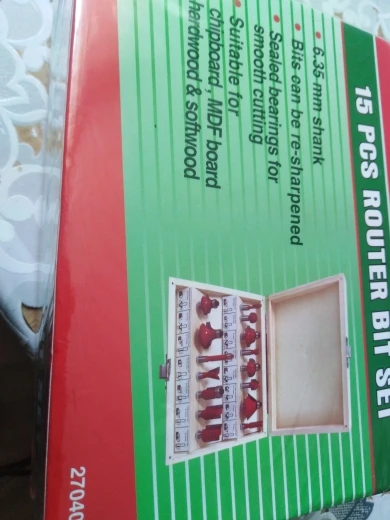 15 PCS ROUTER BIT SET
• 6.35 mm shank
• Bits can be re-sharpened
• Sealed bearings for
smooth cutting
• Suitable for
chipboard, MDF board
hardwood & softwood
27040